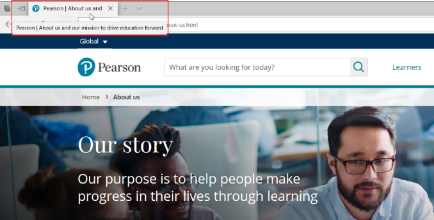 Pearson | About us and
Pearson | About us and our mission to drive education forward
out-us.html
Global
Pearson
What are you looking for today?
Learners
Home > About us
Our story
Our purpose is to help people make
progress in their lives through learning